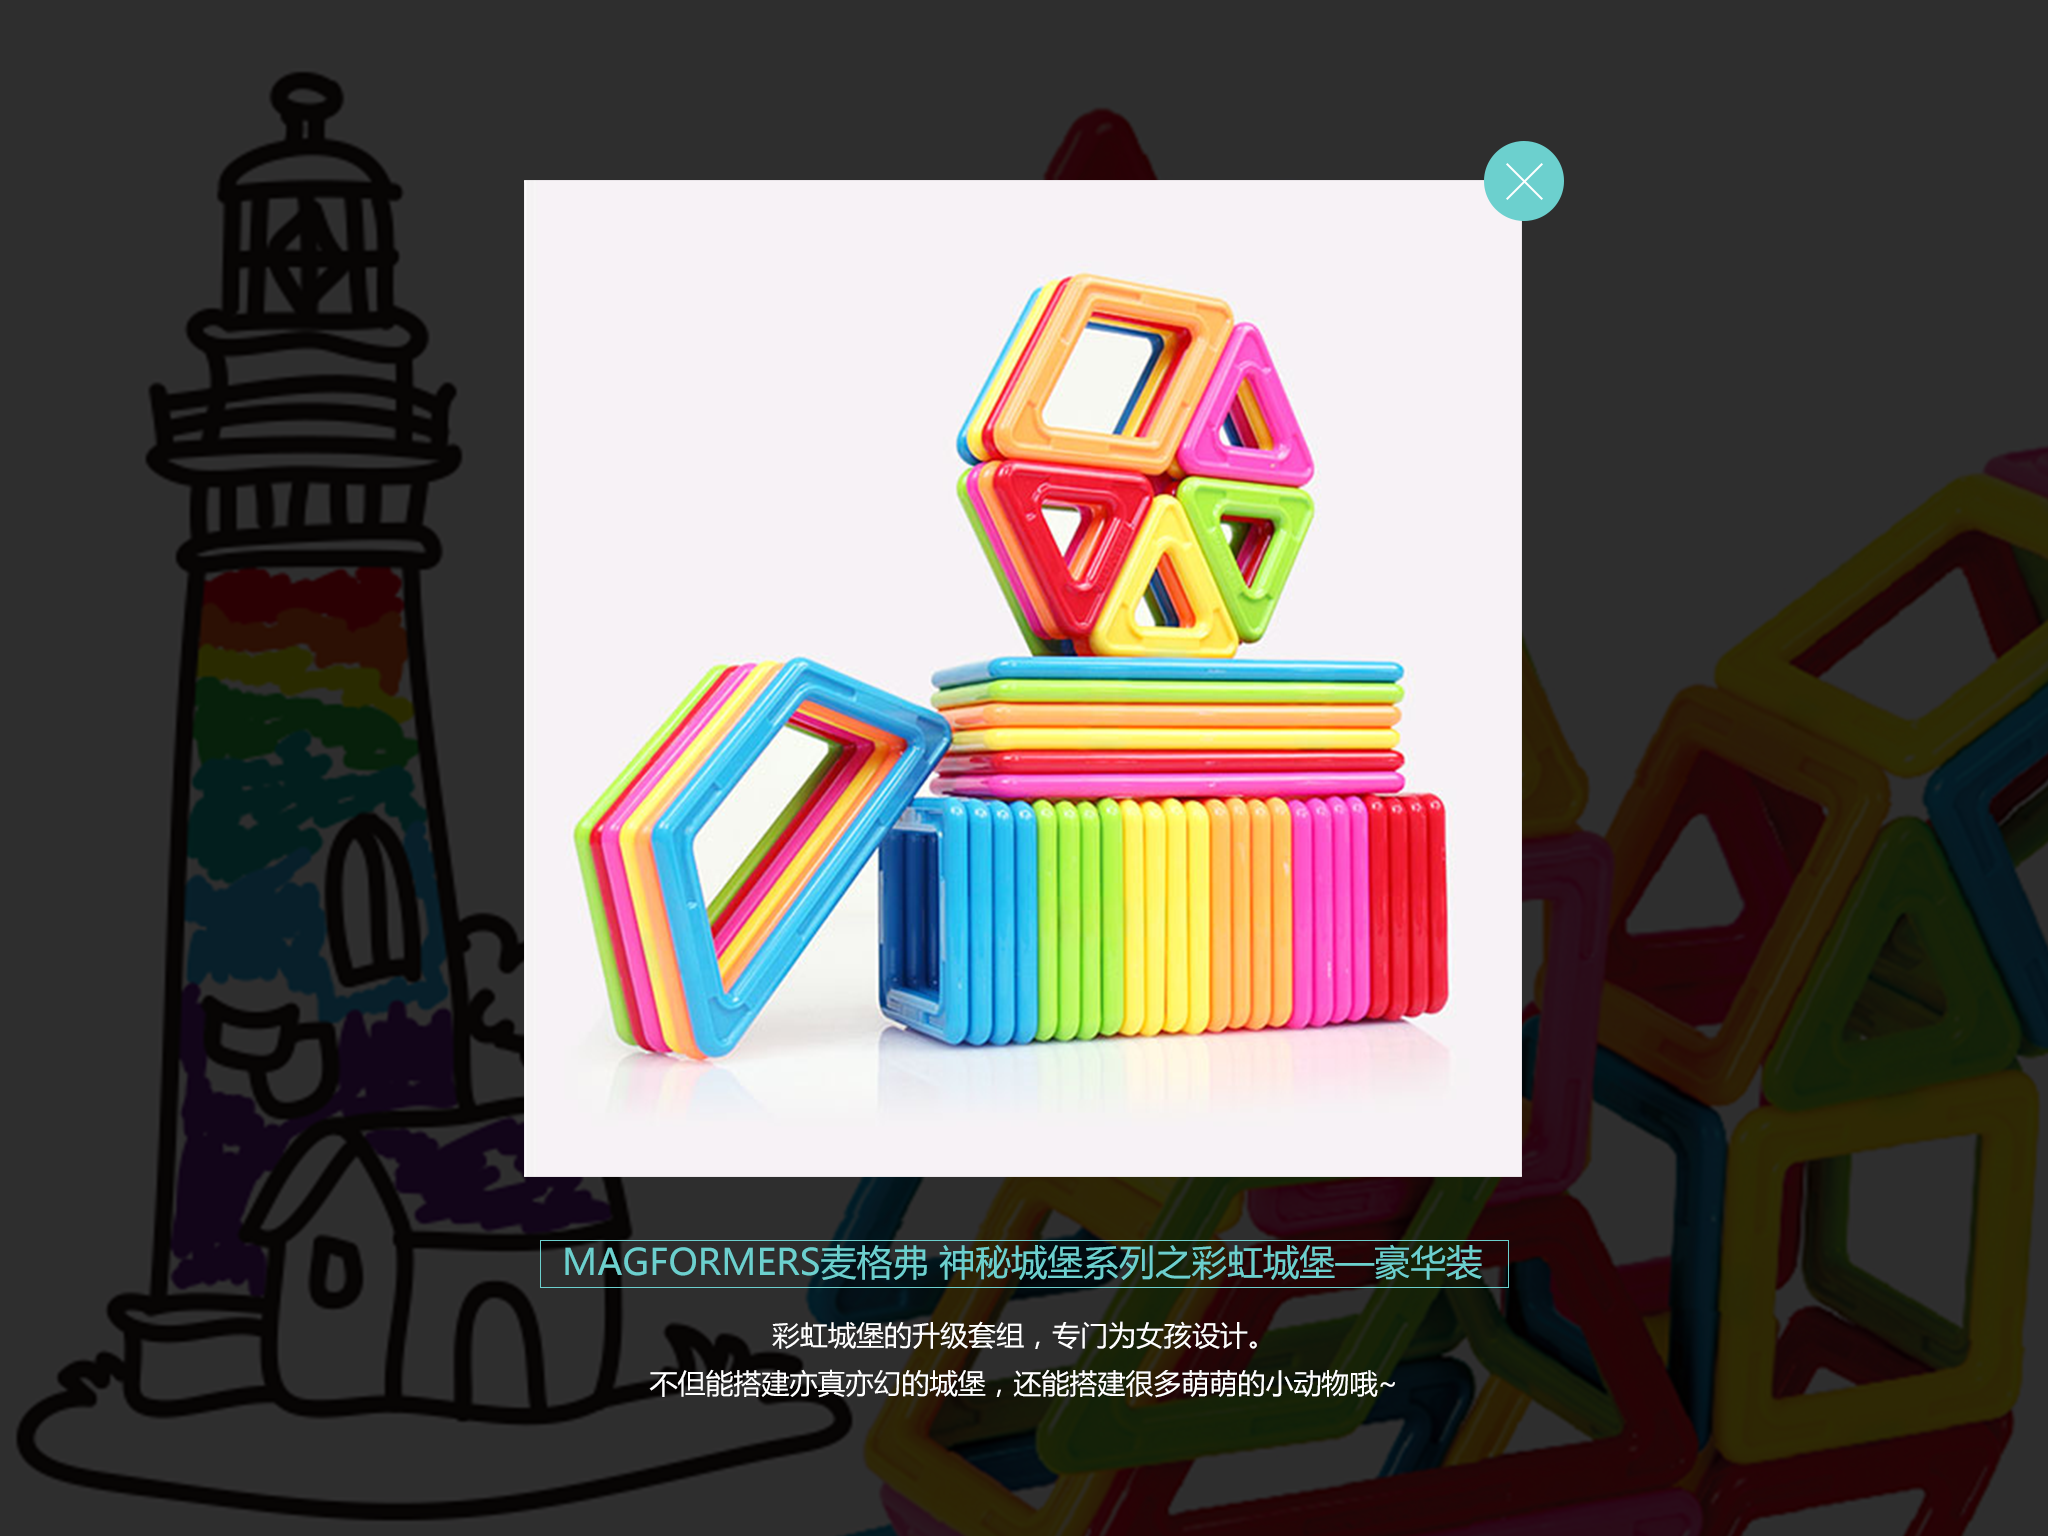 MAGFORMERS麦格弗 神秘城堡系列之彩虹城堡—豪华装
彩虹城堡的升级套组，专门为女孩设计。
不但能搭建亦真亦幻的城堡，还能搭建很多萌萌的小动物哦~